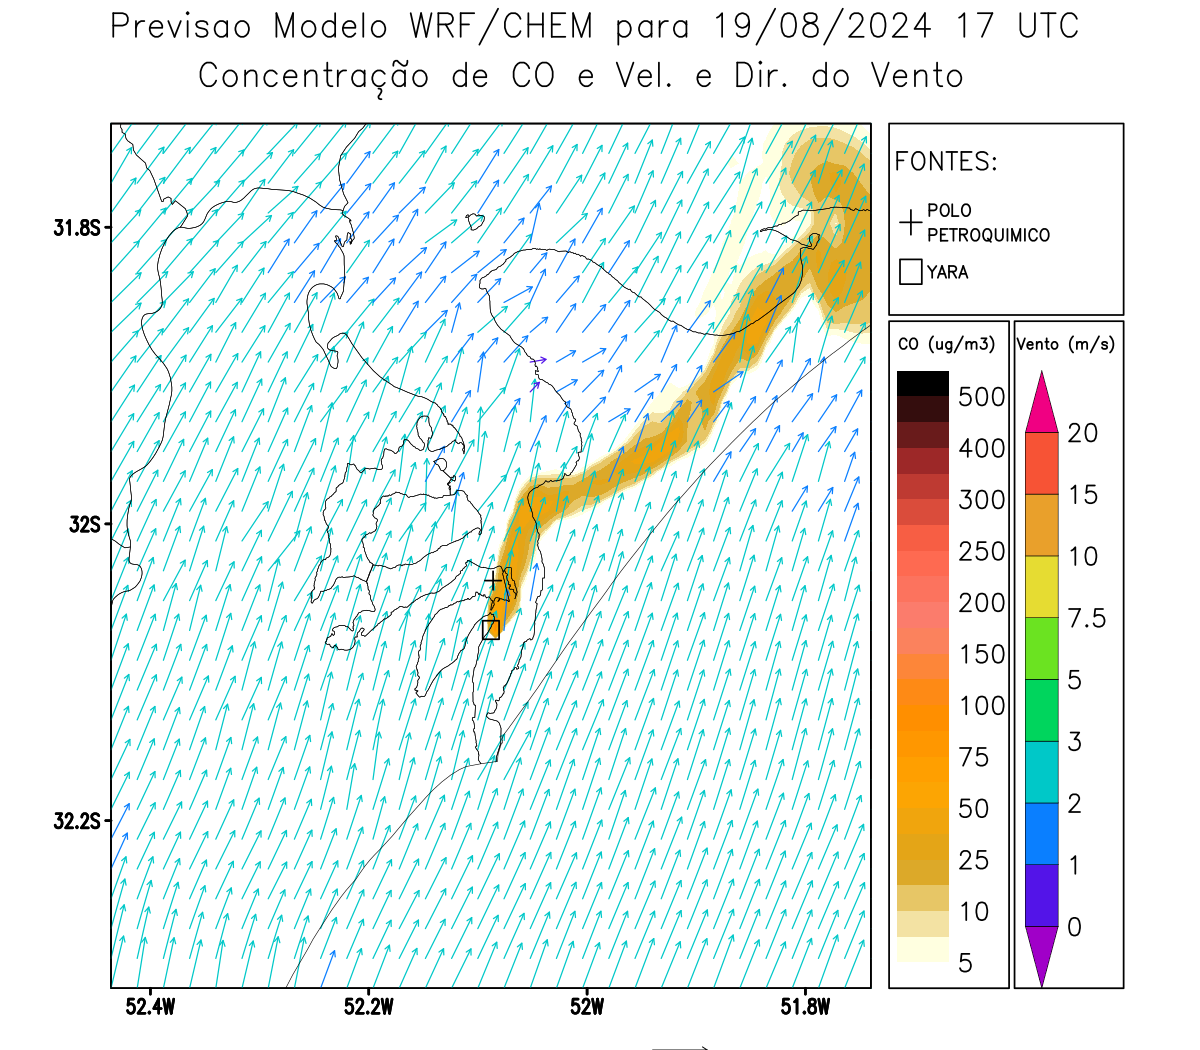 Previsao Modelo WRF/CHEM para 19/08/2024 17 UTC
Concentração de CO e Vel. e Dir. do Vento
FONTES:
POLO
PETROQUIMICO
YARA
CO (ug/m3)
500
400
300
250
200
150
100
75
50
25
10
5
Vento (m/s)
20
15
10
7.5
5
3
2
1
0
31.8S
32S
32.2S
52.4W
52.2W
52W
51.8W